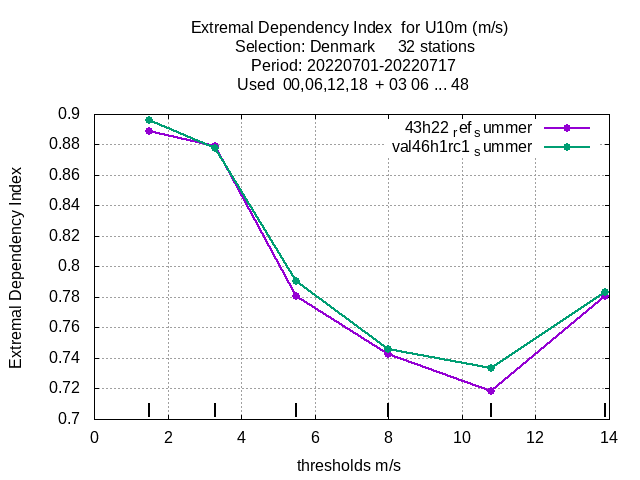 Extremal Dependency Index  for U10m (m/s)
Selection: Denmark     32 stations
Period: 20220701-20220717
Used  00,06,12,18  + 03 06 ... 48
43h22 ref summer
val46h1rc1 summer
Extremal Dependency Index
0.9
0.88
0.86
0.84
0.82
0.8
0.78
0.76
0.74
0.72
0.7
0 2 4 6 8 10 12 14
thresholds m/s